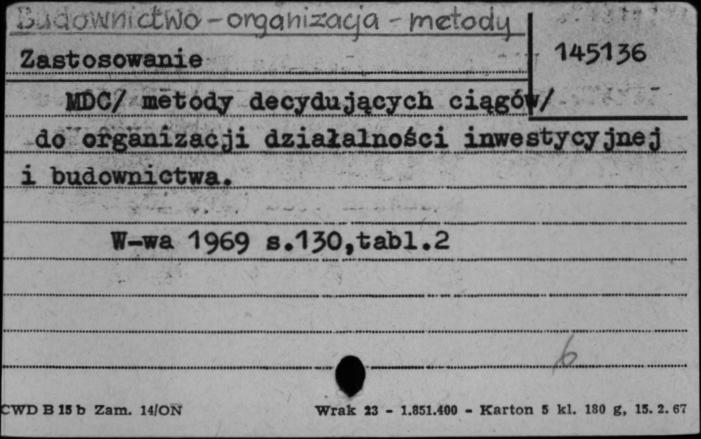 Budownictwo - organizacja - metody
145136
Zastosowanie
MDC/ metody decydujących ciągów/
do organizacji działalności inwestycyjnej
i budownictwa.
W-wa 1969 s.130,tabl.2
6
CWD B 15 b Zam. 14/ON
Wrak 23 - 1.851.400 - Karton 5 kl. 180 g, 15. 2. 67